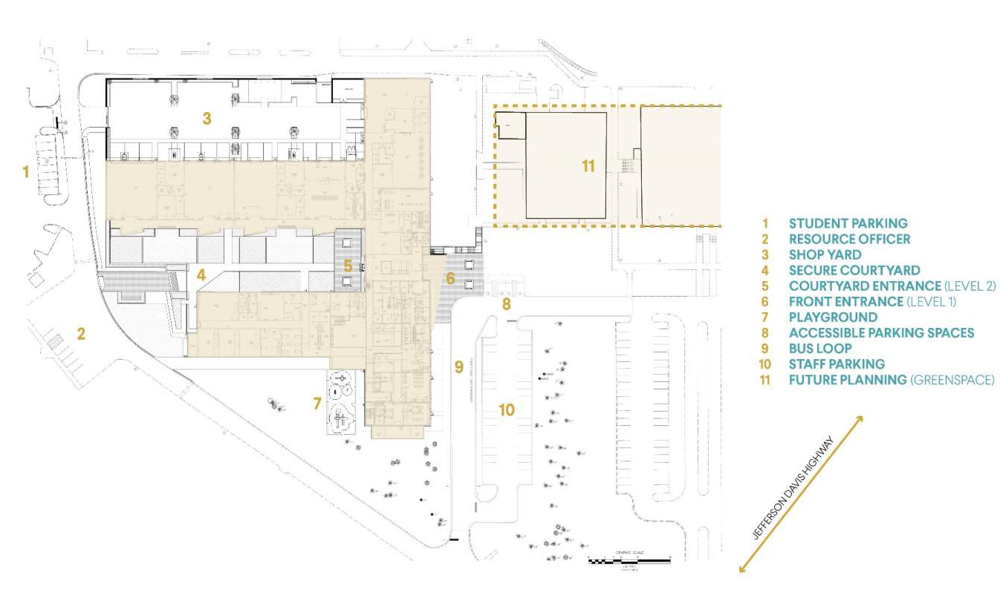 3
1
11
5
6
4
8
2
9
7
10
1 STUDENT PARKING
2 RESOURCE OFFICER
3 SHOP YARD
4 SECURE COURTYARD
5 COURTYARD ENTRANCE (LEVEL 2)
6 FRONT ENTRANCE (LEVEL 1)
7 PLAYGROUND
8 ACCESSIBLE PARKING SPACES
9 BUS LOOP
10 STAFF PARKING
11 FUTURE PLANNING (GREENSPACE)
JEFFERSON DAVIS HIGHWAY
GRAPHIC SCALE